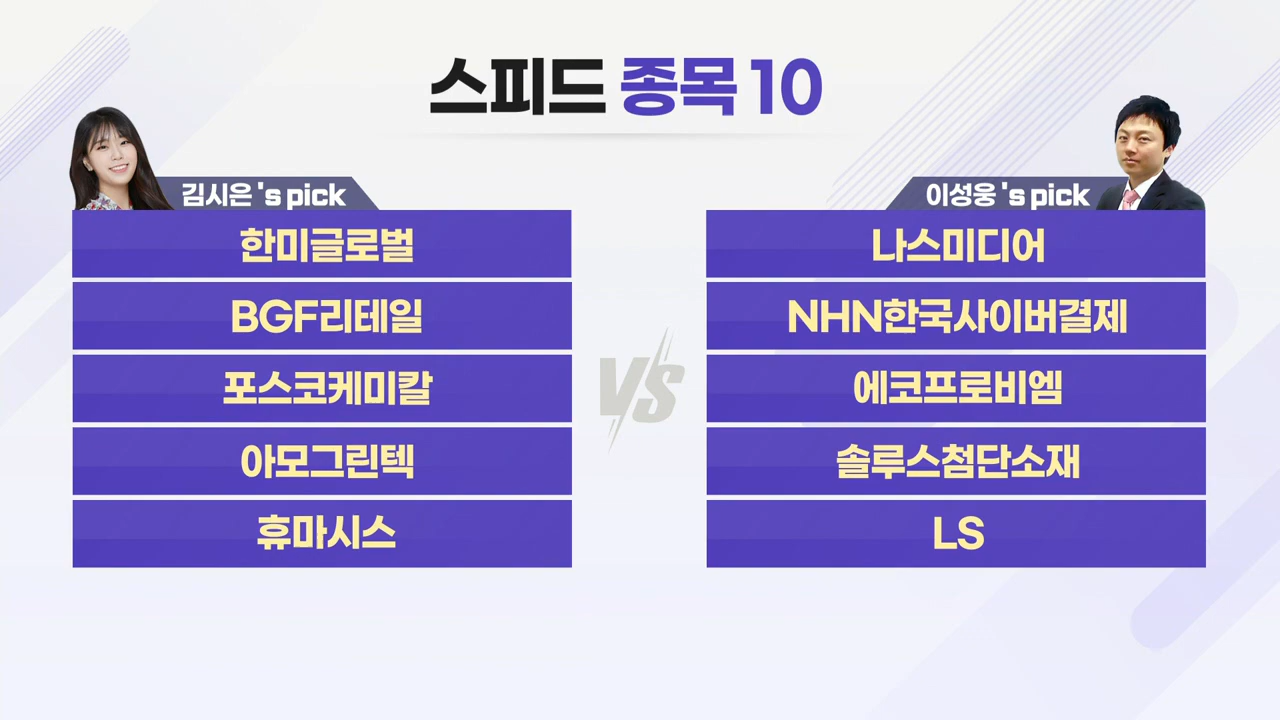 스피드 종목 10
김시은 's pick
한미글로벌
BGF리테일
포스코케미칼
아모그린텍
휴마시스
VS
이성웅 's pick
나스미디어
NHN한국사이버결제
에코프로비엠
솔루스첨단소재
LS